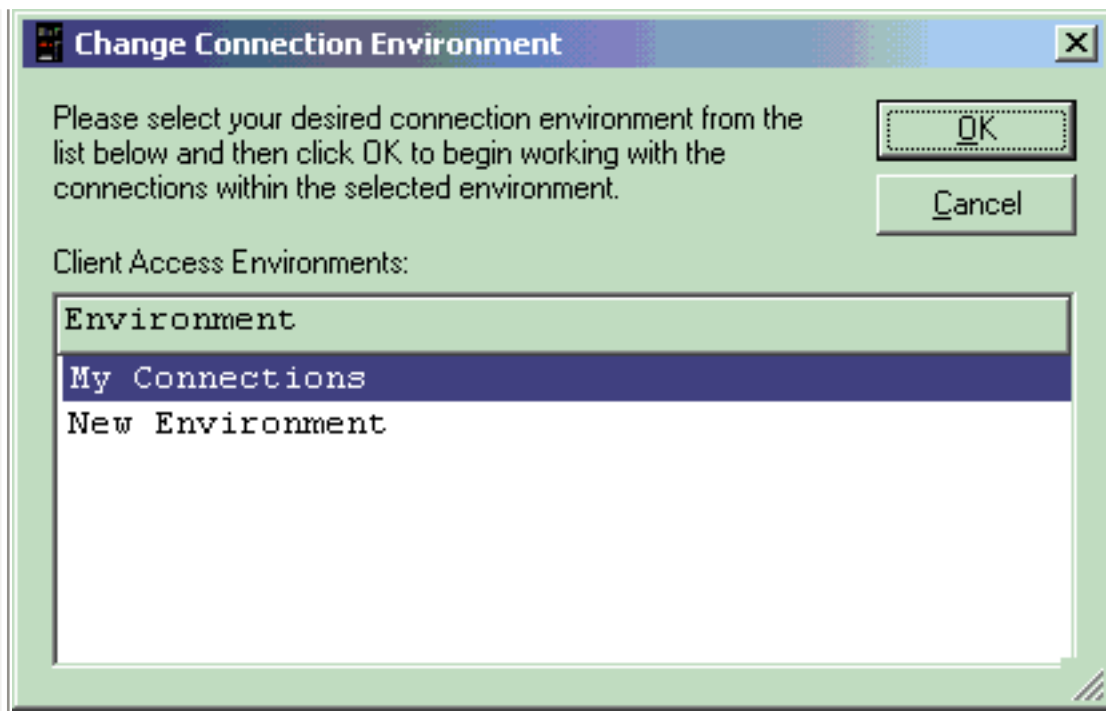 Change Connection Environment
Please select your desired connection environment from the
list below and then click OK to begin working with the
connections within the selected environment.
OK
Cancel
Client Access Environments:
Environment
My Connections
New Environment